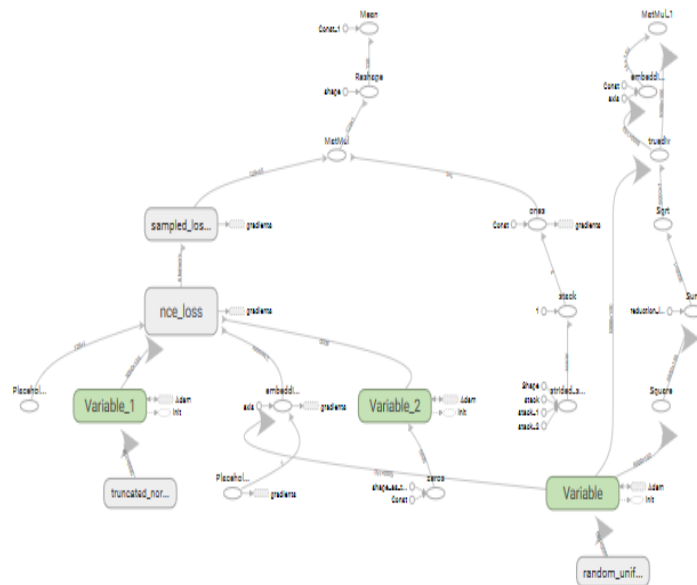 Mean
Const_1
MatMul_1
Reshape
shape
embeddi...
Const
axis
MatMul
truediv
sampled_los...
gradients
ones
Const
gradients
Sqrt
nce_loss
gradients
stack
1
Sum
reduction_i...
Placehol...
Variable_1
Adam
Init
embeddi...
axis
gradients
Variable_2
Adam
Init
Shape
stack
stack_1
stack_2
strided_s...
Square
truncated_nor...
Placehol...
gradients
shape_as_t...
Const
zeros
Variable
Adam
Init
random_unif...